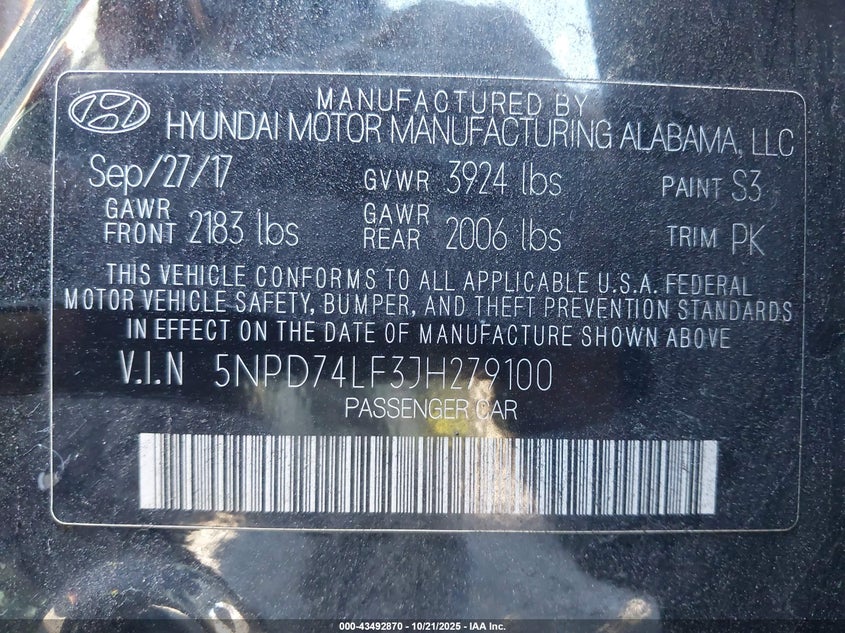 MANUFACTURED BY
HYUNDAI MOTOR MANUFACTURING ALABAMA, LLC
Sep/27/17 GVWR 3924 lbs PAINT S3
GAWR FRONT 2183 lbs GAWR REAR 2006 lbs TRIM PK
THIS VEHICLE CONFORMS TO ALL APPLICABLE U.S.A. FEDERAL
MOTOR VEHICLE SAFETY, BUMPER, AND THEFT PREVENTION STANDARDS
IN EFFECT ON THE DATE OF MANUFACTURE SHOWN ABOVE
V.I.N 5NPD74LF3JH279100
PASSENGER CAR
000-43492870 - 10/21/2025 - IAA Inc.